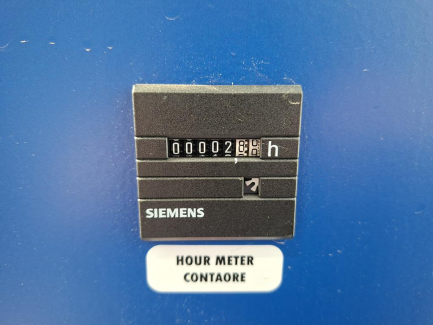 00002 h
SIEMENS
HOUR METER
CONTAORE